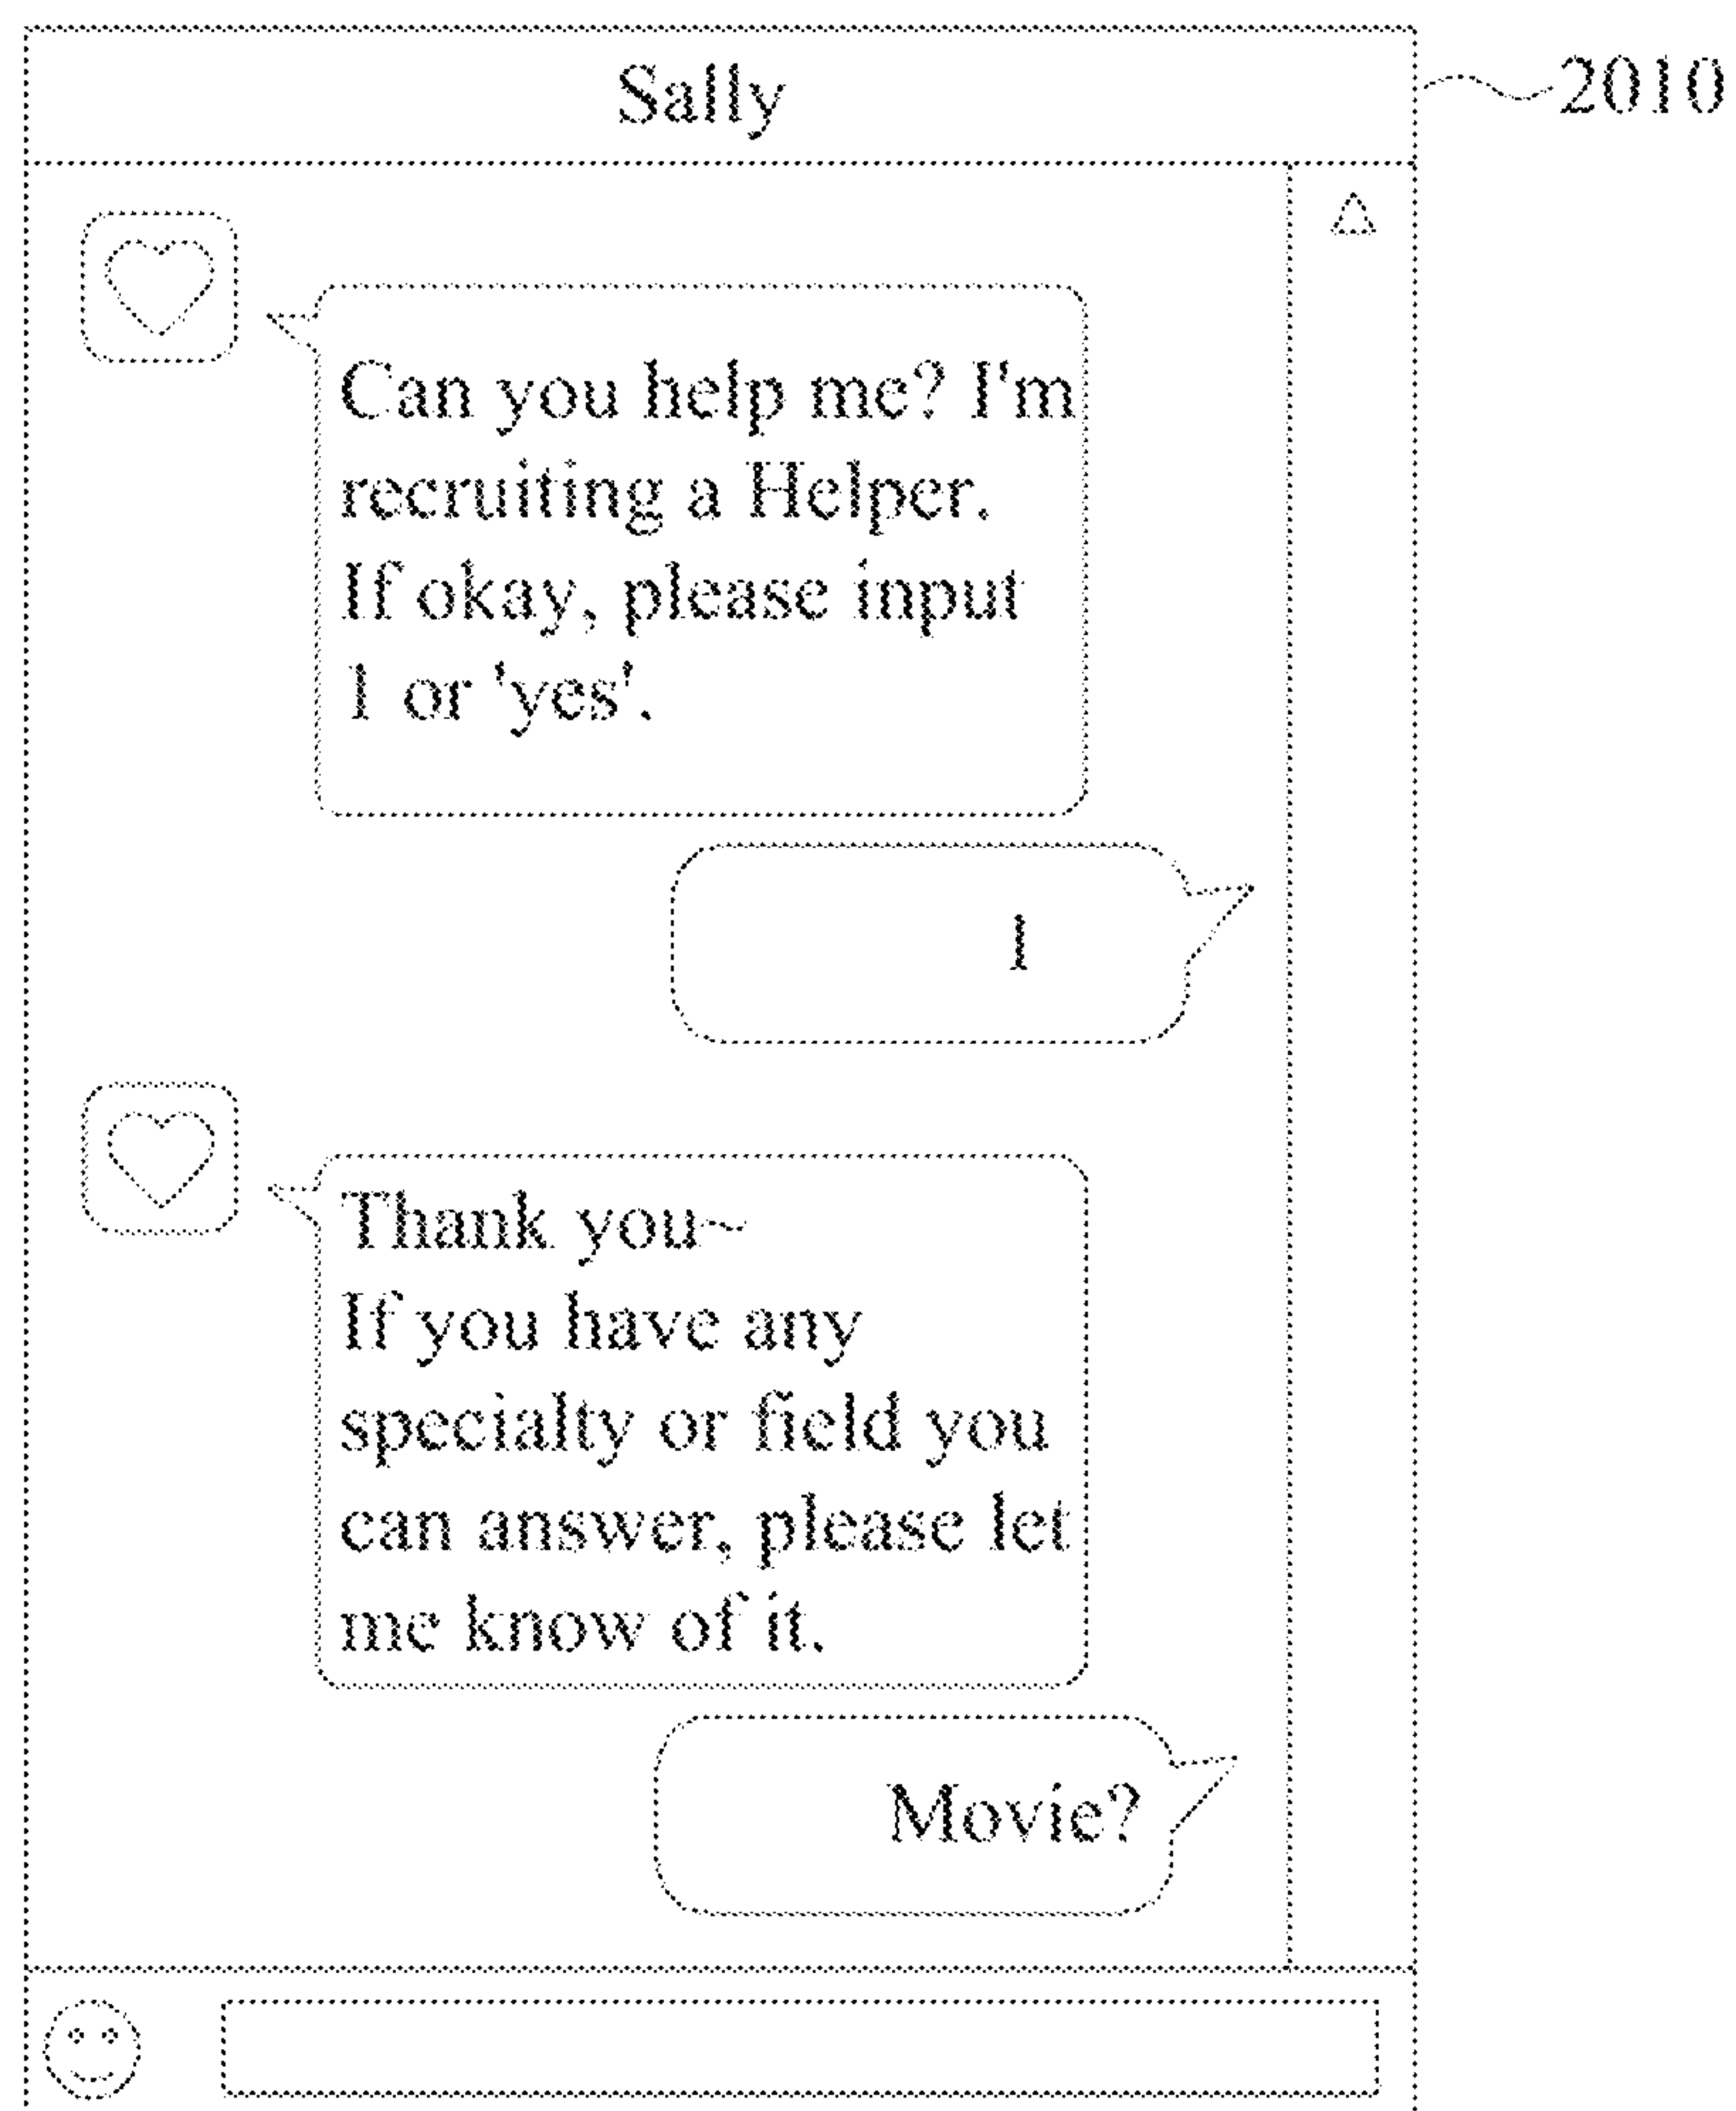 Sally
2010
Can you help me? I'm
recruiting a Helper.
If okay, please input
1 or 'yes'.
1
Thank you~
If you have any
specialty or field you
can answer, please let
me know of it.
Movie?